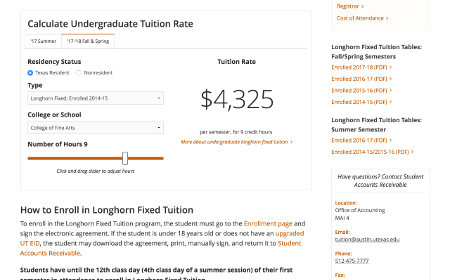 Calculate Undergraduate Tuition Rate
'17 Summer
'17-'18 Fall & Spring
Residency Status
Texas Resident
Nonresident
Type
Longhorn Fixed: Enrolled 2014-15
College or School
College of Fine Arts
Number of Hours 9
Click and drag slider to adjust hours
Tuition Rate
$4,325
per semester, for 9 credit hours
More about undergraduate longhorn fixed tuition >
How to Enroll in Longhorn Fixed Tuition
To enroll in the Longhorn Fixed Tuition program, the student must go to the Enrollment page and
sign the electronic agreement. If the student is under 18 years old or does not have an upgraded
UT EID, the student may download the agreement, print, manually sign, and return it to Student
Accounts Receivable.
Students have until the 12th class day (4th class day of a summer session) of their first
semester in attendance to enroll in Longhorn Fixed Tuition
Registrar >
Cost of Attendance >
Longhorn Fixed Tuition Tables:
Fall/Spring Semesters
Enrolled 2017-18 (PDF) >
Enrolled 2016-17 (PDF) >
Enrolled 2015-16 (PDF) >
Enrolled 2014-15 (PDF) >
Longhorn Fixed Tuition Tables:
Summer Semester
Enrolled 2016-17 (PDF) >
Enrolled 2014-15/2015-16 (PDF) >
Have questions? Contact Student
Accounts Receivable
Location:
Office of Accounting
MAI 4
Email:
tuition@austin.utexas.edu
Phone:
512-475-7777
Fax: